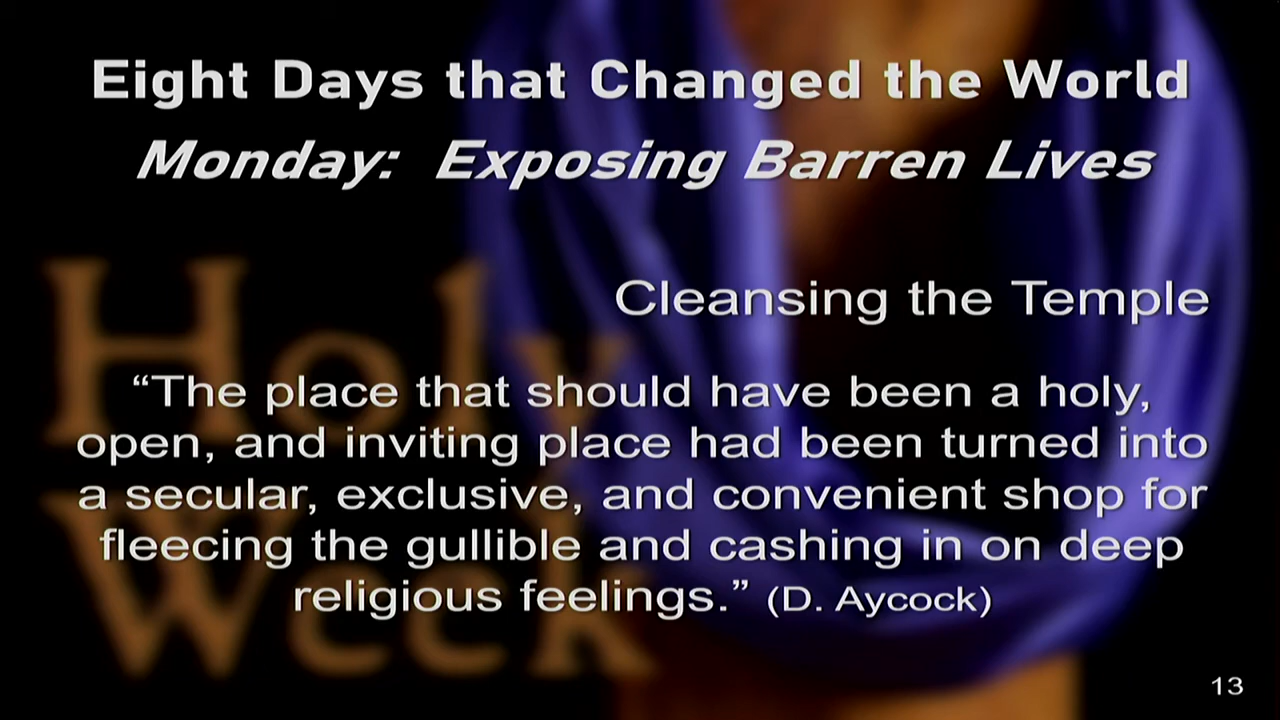 Eight Days that Changed the World
Monday: Exposing Barren Lives
Cleansing the Temple
“The place that should have been a holy,
open, and inviting place had been turned into
a secular, exclusive, and convenient shop for
fleecing the gullible and cashing in on deep
religious feelings.” (D. Aycock)
Holy
Week
13